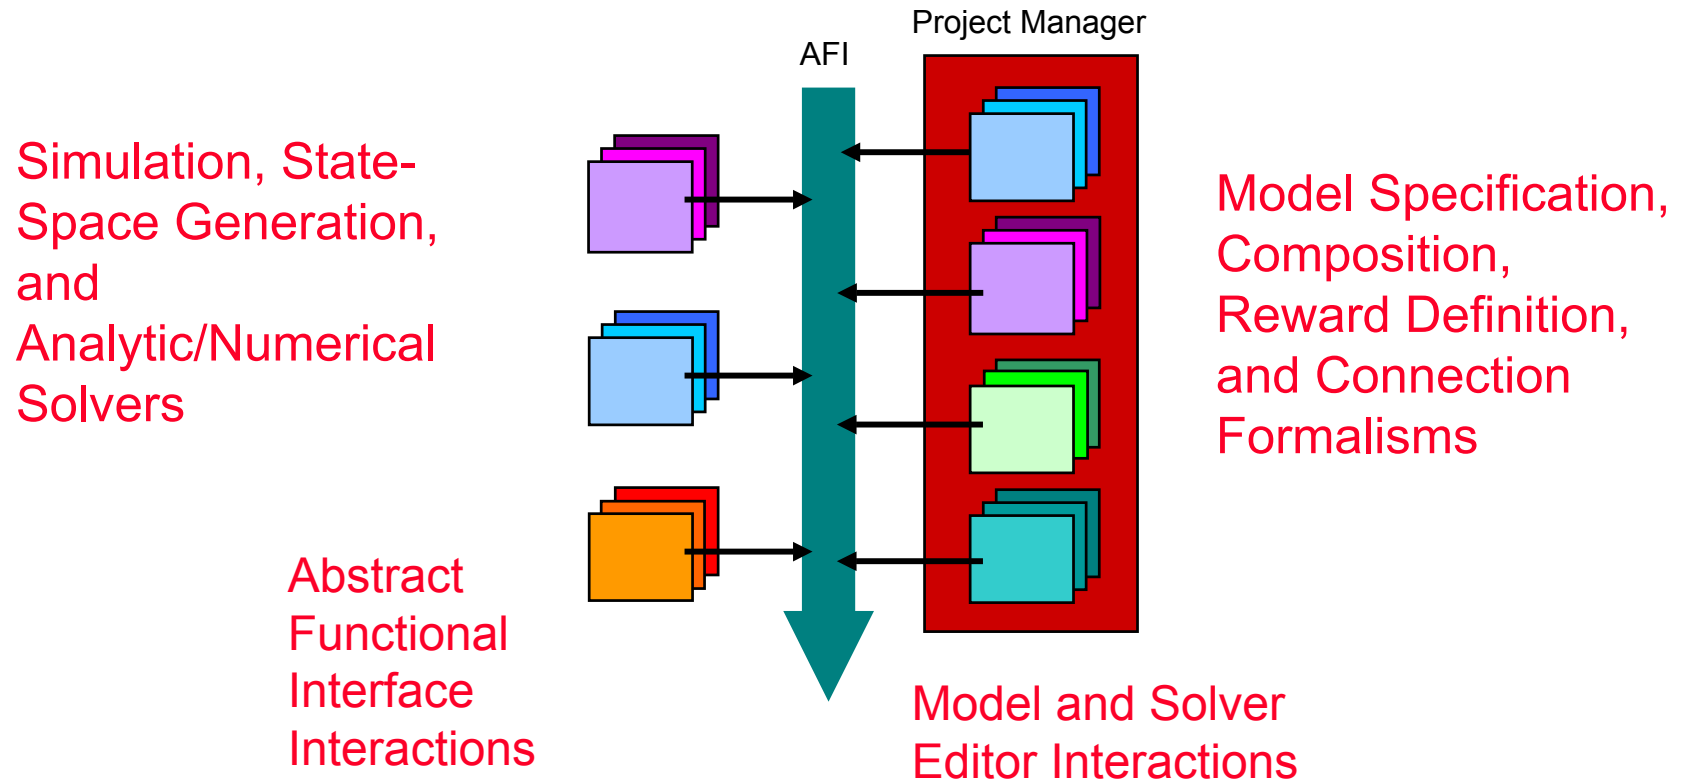 Project Manager
AFI
Simulation, State-
Space Generation,
and
Analytic/Numerical
Solvers
Model Specification,
Composition,
Reward Definition,
and Connection
Formalisms
Abstract
Functional
Interface
Interactions
Model and Solver
Editor Interactions